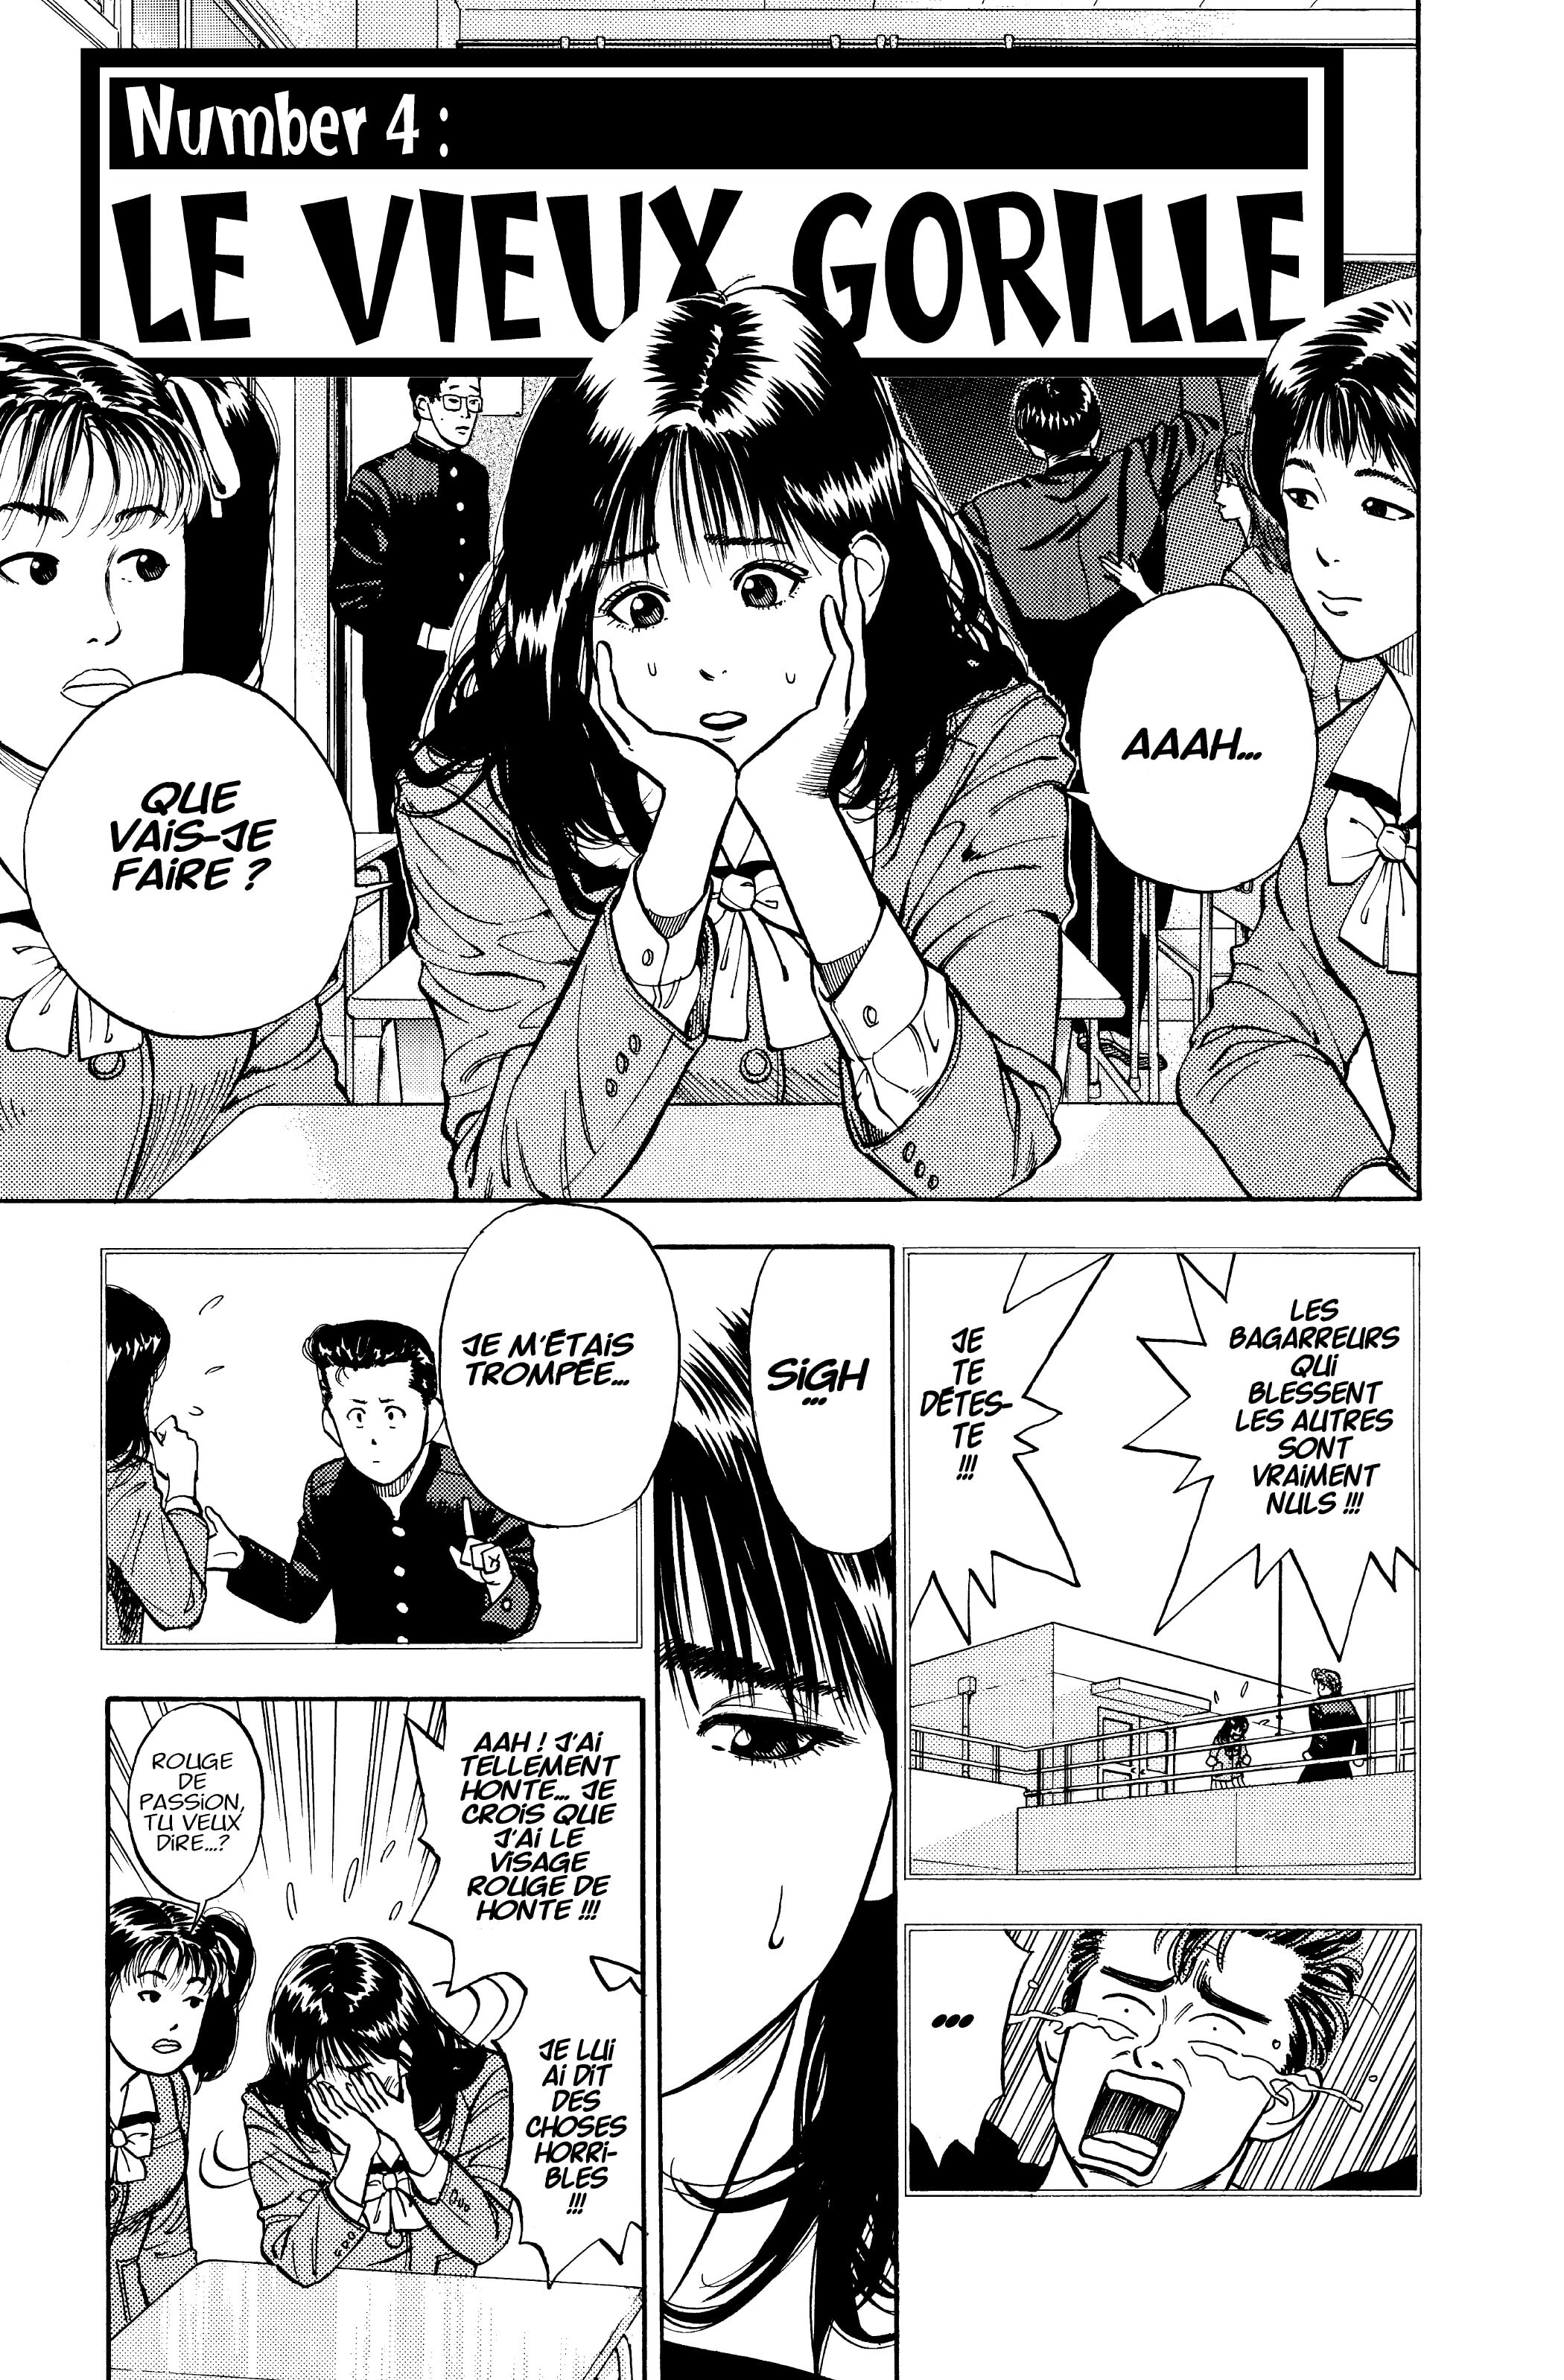 Number 4 :
LE VIEUX GORILLE
AAAH...
QUE
VAIS-JE
FAIRE ?
LES
BAGARREURS
QUI
BLESSENT
LES AUTRES
SONT
VRAIMENT
NULS !!!
JE
TE
DÉTES-
TE
!!!
...
SIGH
...
JE M'ÉTAIS
TROMPÉE...
AAH ! J'AI
TELLEMENT
HONTE... JE
CROIS QUE
J'AI LE
VISAGE
ROUGE DE
HONTE !!!
JE LUI
AI DIT
DES
CHOSES
HORRI-
BLES
!!!
ROUGE
DE
PASSION,
TU VEUX
DIRE...?